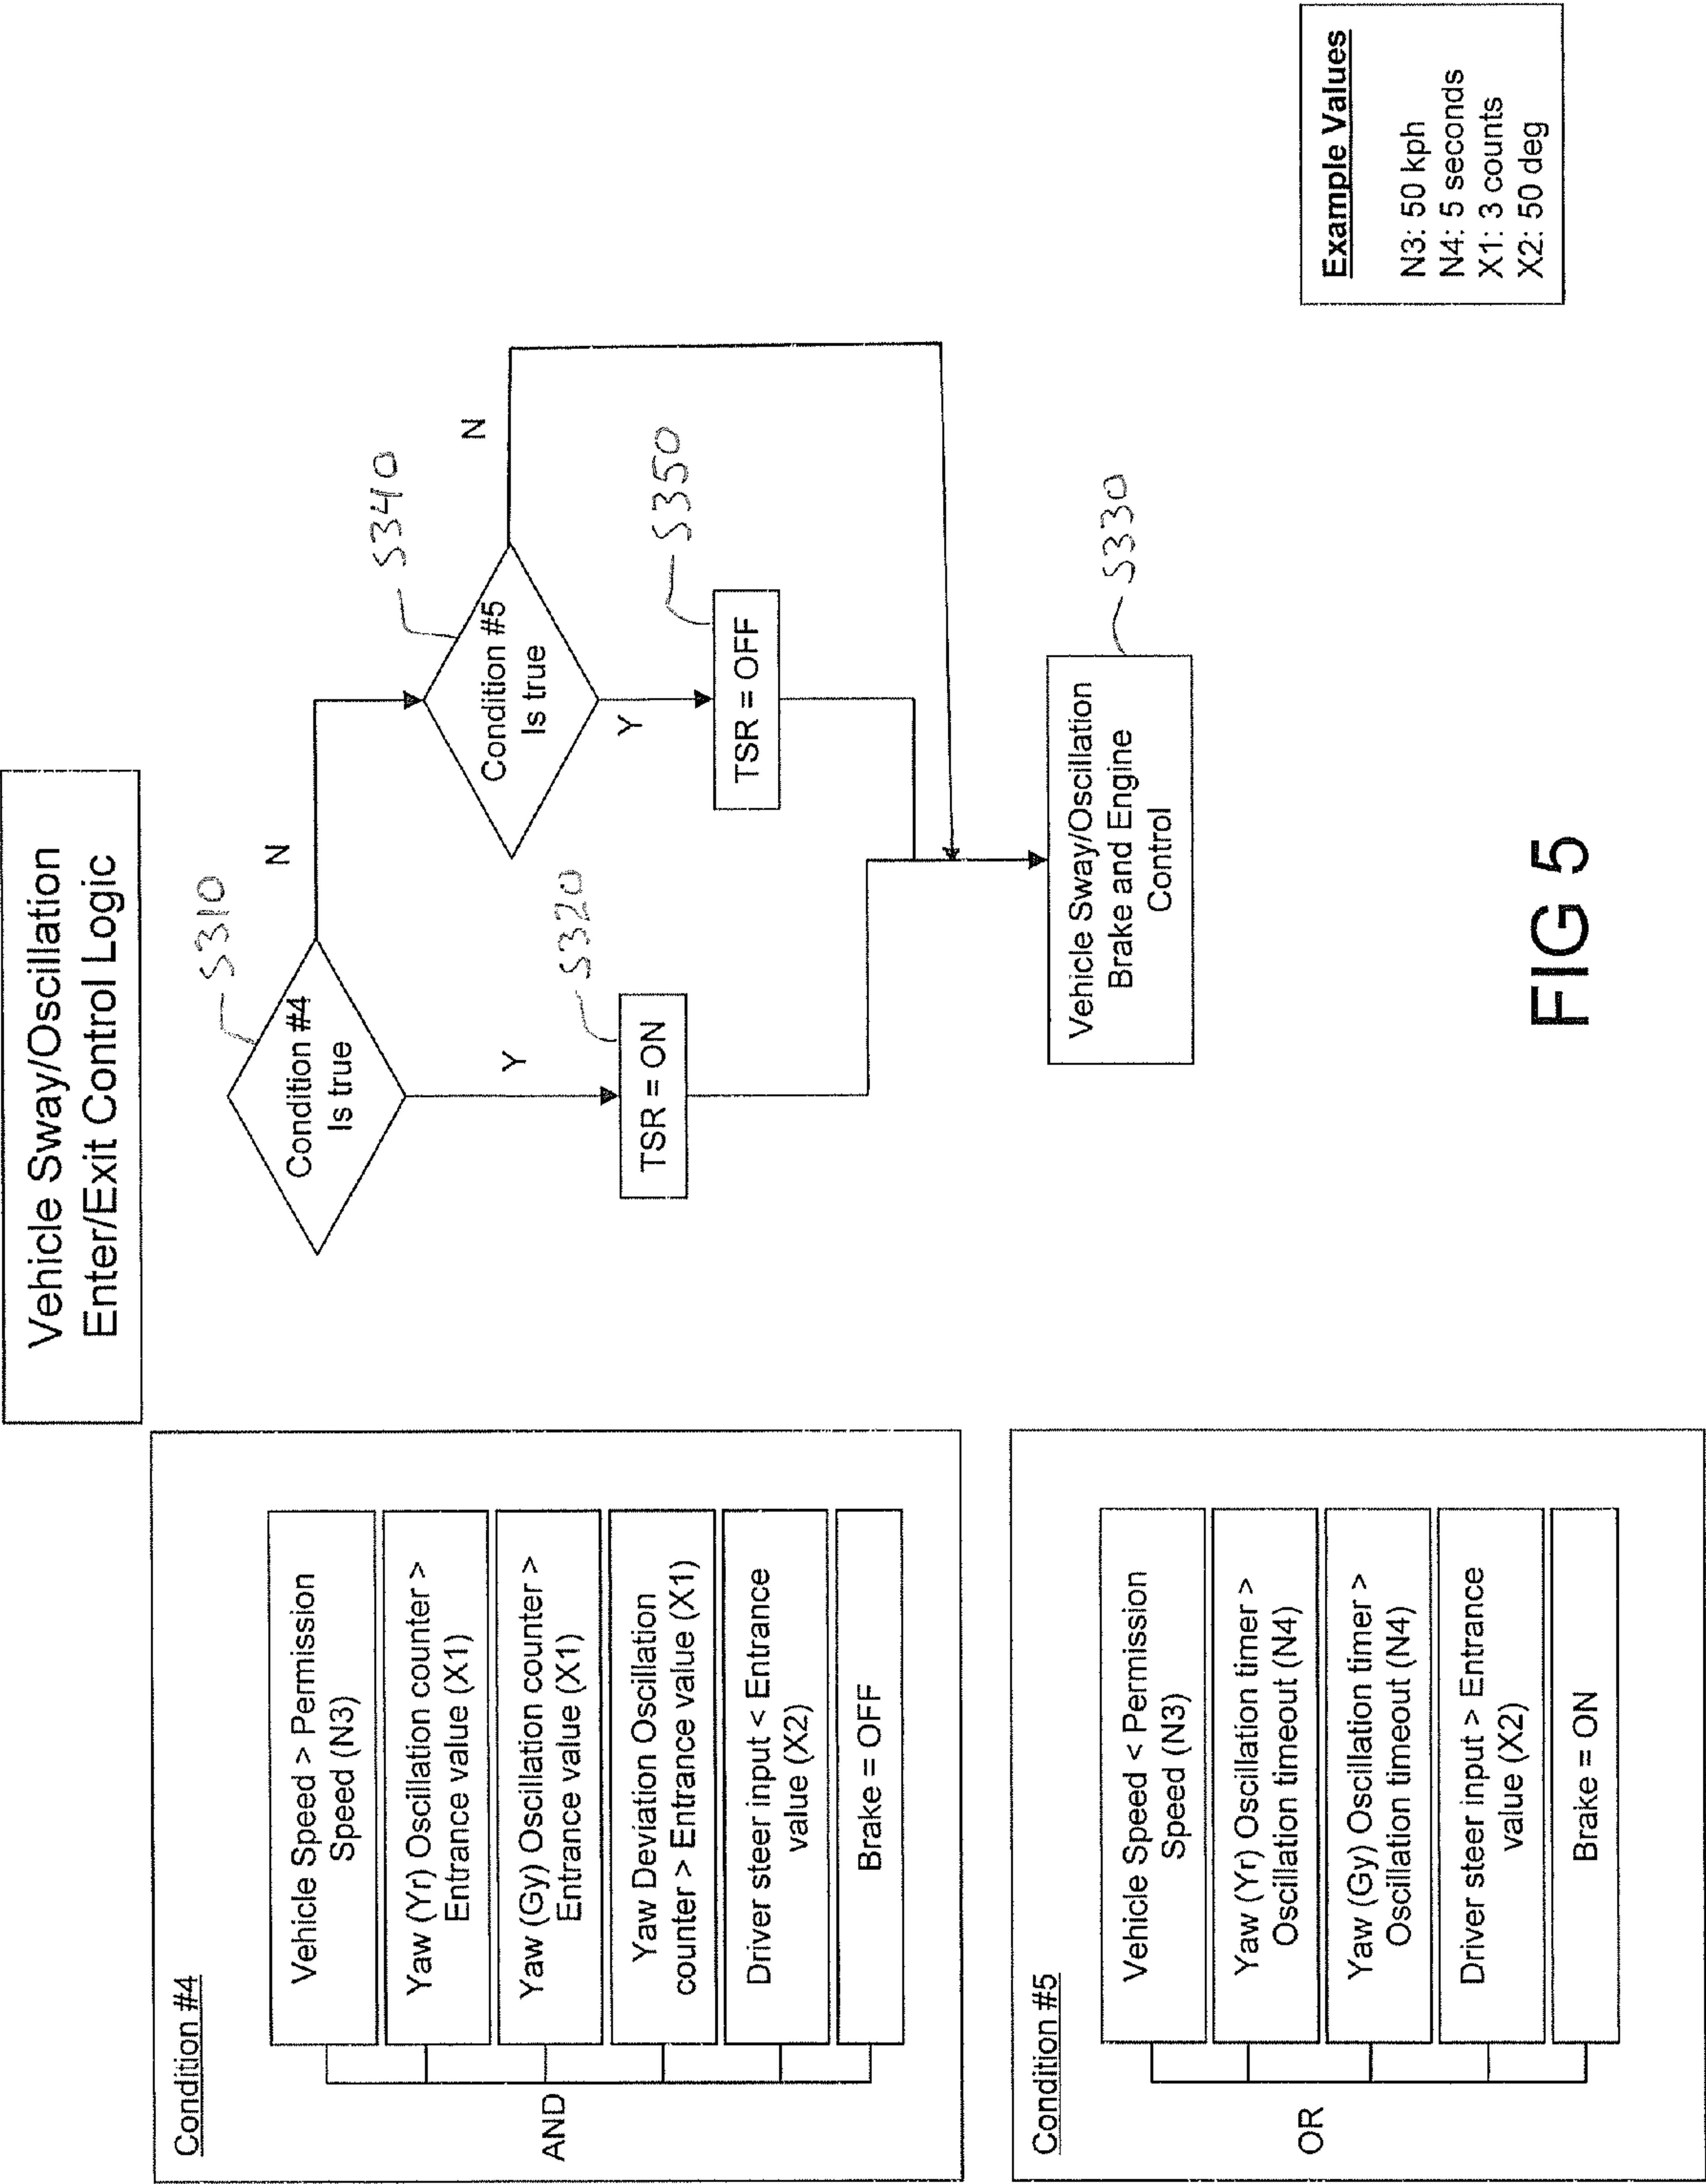 Vehicle Sway/Oscillation
Enter/Exit Control Logic
Condition #4
AND
Vehicle Speed > Permission
Speed (N3)
Yaw (Yr) Oscillation counter >
Entrance value (X1)
Yaw (Gy) Oscillation counter >
Entrance value (X1)
Yaw Deviation Oscillation
counter > Entrance value (X1)
Driver steer input < Entrance
value (X2)
Brake = OFF
Condition #5
OR
Vehicle Speed < Permission
Speed (N3)
Yaw (Yr) Oscillation timer >
Oscillation timeout (N4)
Yaw (Gy) Oscillation timer >
Oscillation timeout (N4)
Driver steer input > Entrance
value (X2)
Brake = ON
Condition #4
Is true
S310
N
Y
TSR = ON
S320
Condition #5
Is true
S340
N
Y
TSR = OFF
S350
Vehicle Sway/Oscillation
Brake and Engine
Control
S330
Example Values
N3: 50 kph
N4: 5 seconds
X1: 3 counts
X2: 50 deg
FIG 5